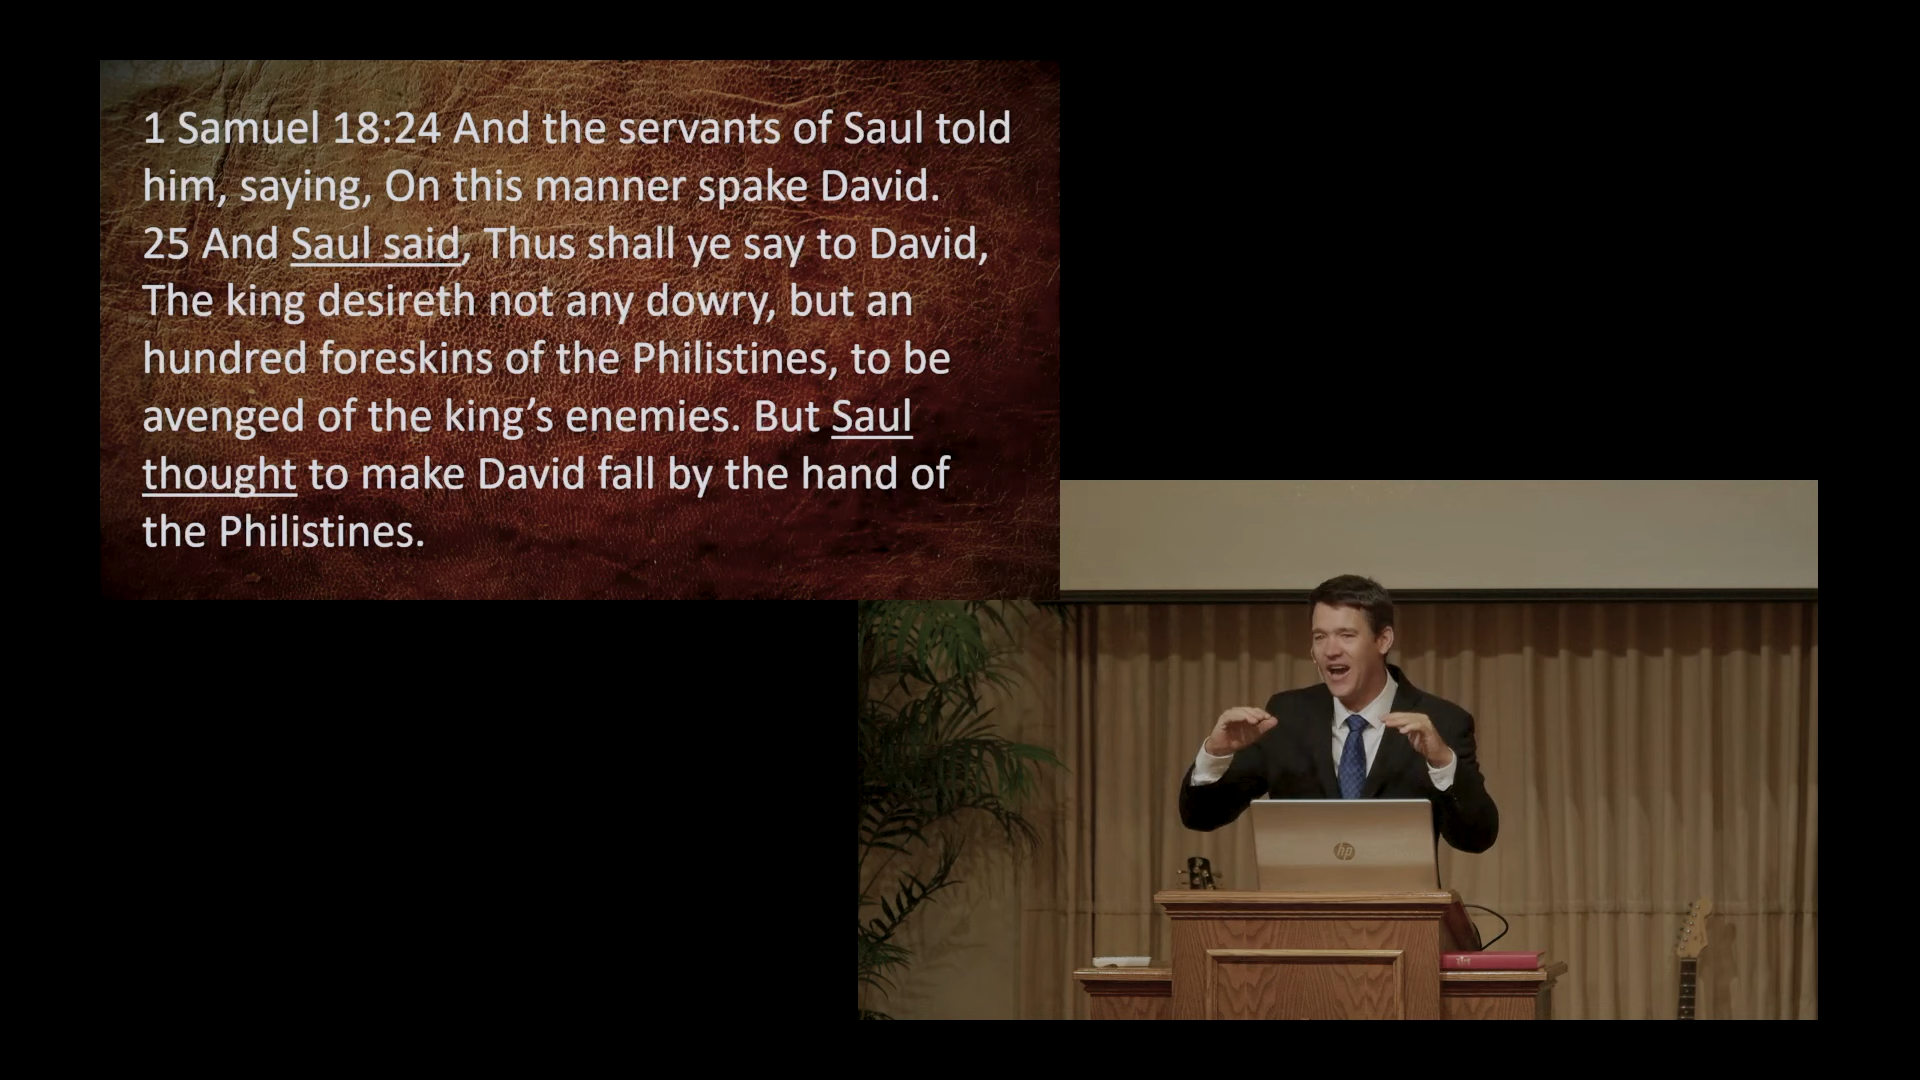 1 Samuel 18:24 And the servants of Saul told
him, saying, On this manner spake David.
25 And Saul said, Thus shall ye say to David,
The king desireth not any dowry, but an
hundred foreskins of the Philistines, to be
avenged of the king’s enemies. But Saul
thought to make David fall by the hand of
the Philistines.
hp